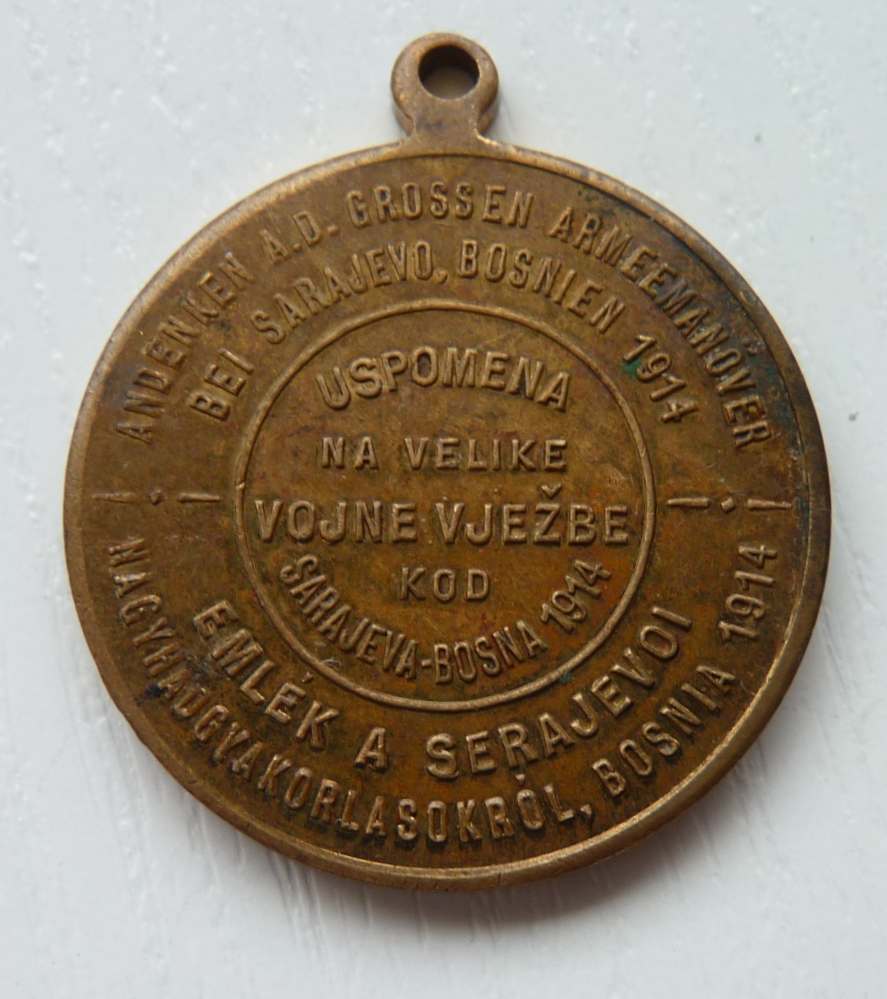 ANDENKEN A.D. GROSSEN ARMEEMANÖVER
BEI SARAJEVO, BOSNIEN 1914
USPOMENA
NA VELIKE
VOJNE VJEŽBE
KOD
SARAJEVA-BOSNA 1914
EMLÉK A SERAJEVOI
NAGYHADGYAKORLASOKRÓL, BOSNIA 1914